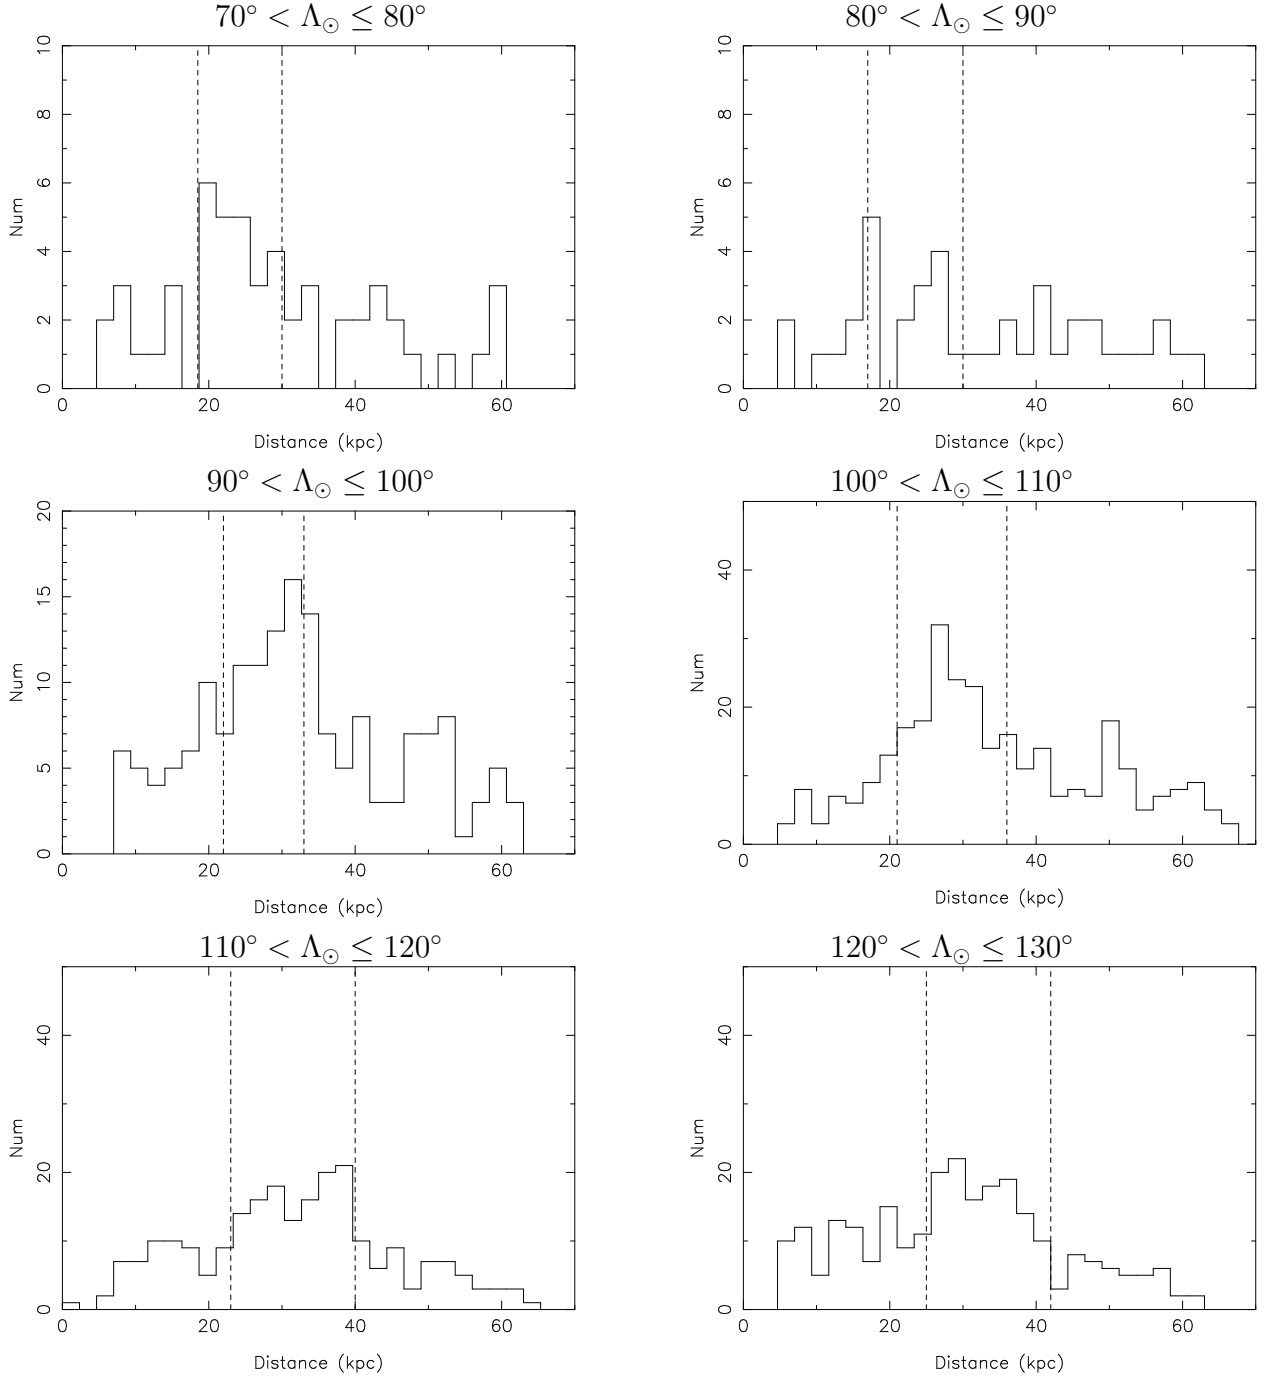 70° < Λ⊙ ≤ 80°
10
8
6
4
2
0
Num
0 20 40 60
Distance (kpc)
80° < Λ⊙ ≤ 90°
10
8
6
4
2
0
Num
0 20 40 60
Distance (kpc)
90° < Λ⊙ ≤ 100°
20
15
10
5
0
Num
0 20 40 60
Distance (kpc)
100° < Λ⊙ ≤ 110°
40
20
0
Num
0 20 40 60
Distance (kpc)
110° < Λ⊙ ≤ 120°
40
20
0
Num
0 20 40 60
Distance (kpc)
120° < Λ⊙ ≤ 130°
40
20
0
Num
0 20 40 60
Distance (kpc)